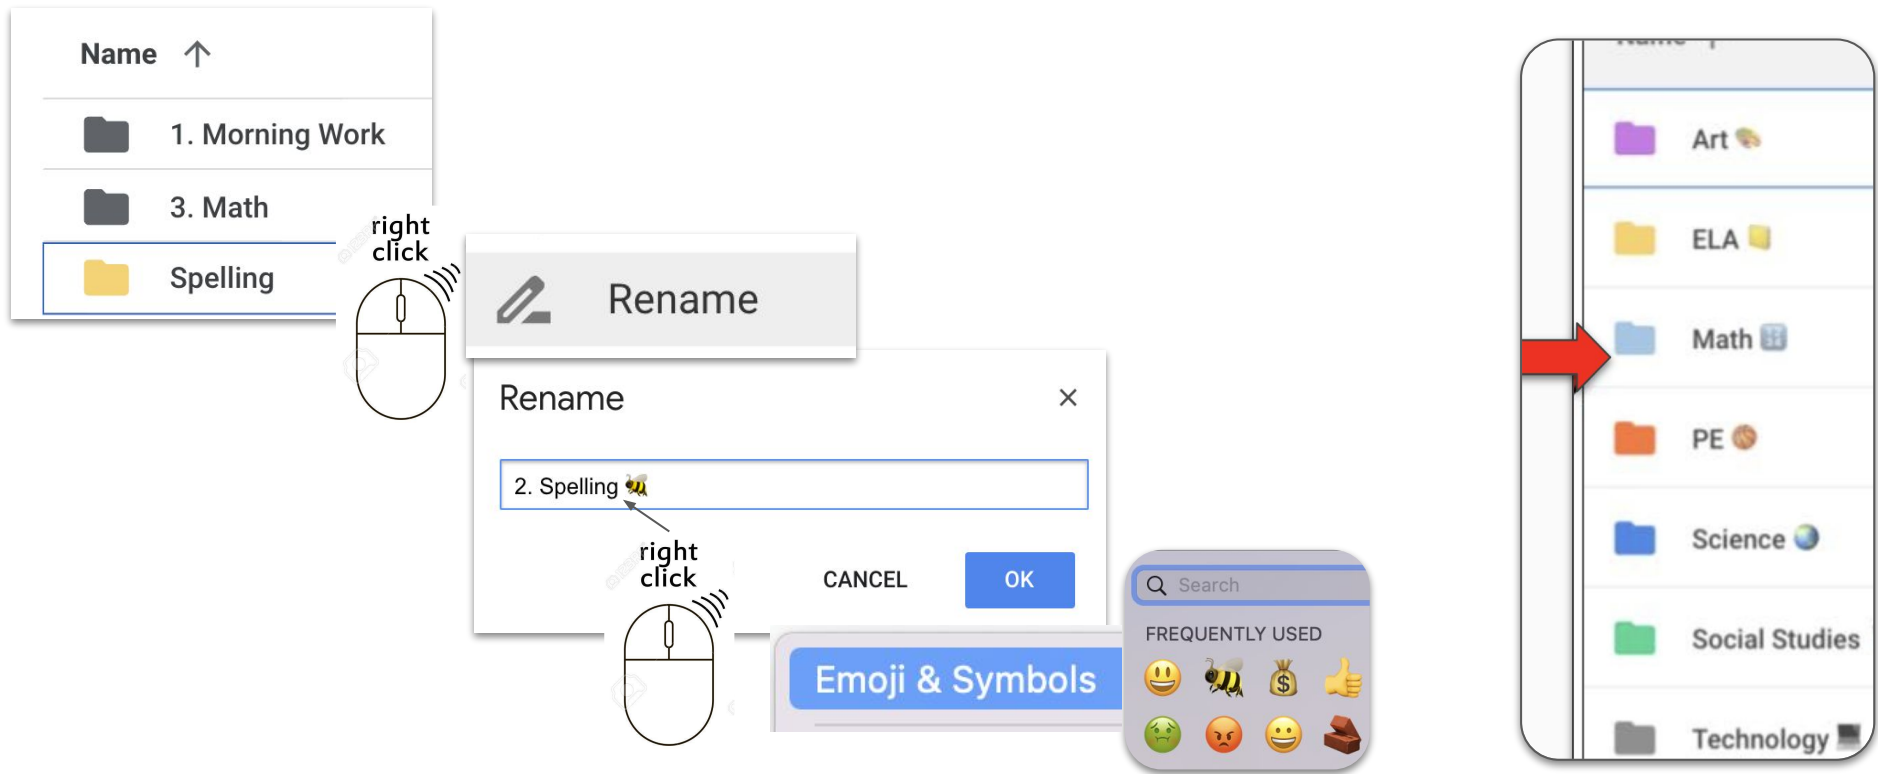 Name
1. Morning Work
3. Math
Spelling
right
click
Rename
Rename
2. Spelling 🐝
right
click
CANCEL
OK
Emoji & Symbols
Search
FREQUENTLY USED
Art 🎨
ELA
Math 🔢
PE 🏀
Science 🌏
Social Studies
Technology 💻